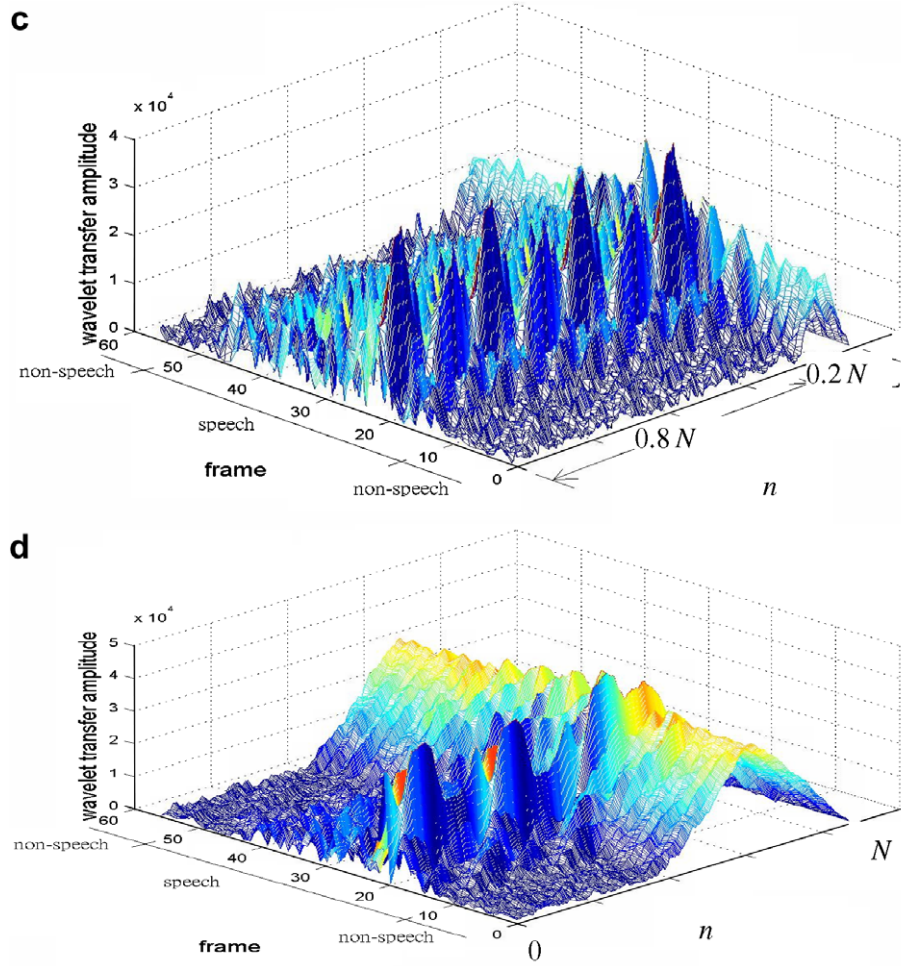 c
x 10^4
4
3
2
1
0
wavelet transfer amplitude
60
50
40
30
20
10
0
non-speech
speech
non-speech
frame
0.8 N
0.2 N
n
d
x 10^4
5
4
3
2
1
0
wavelet transfer amplitude
60
50
40
30
20
10
0
non-speech
speech
non-speech
frame
0
n
N